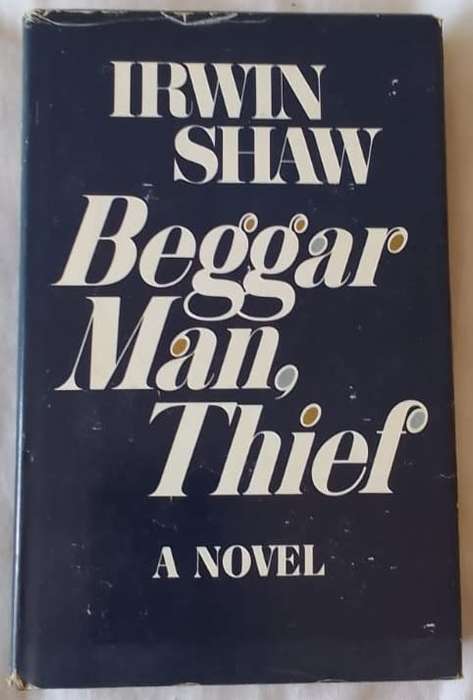 IRWIN
SHAW
Beggar
Man,
Thief
A NOVEL